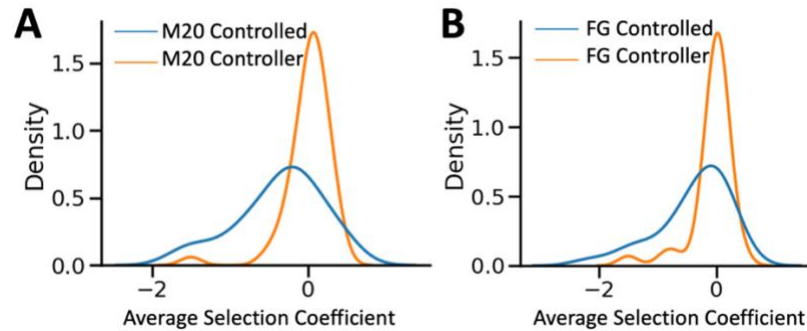 A
M20 Controlled
M20 Controller
1.5
1.0
0.5
0.0
Density
−2
0
Average Selection Coefficient
B
FG Controlled
FG Controller
1.5
1.0
0.5
0.0
Density
−2
0
Average Selection Coefficient